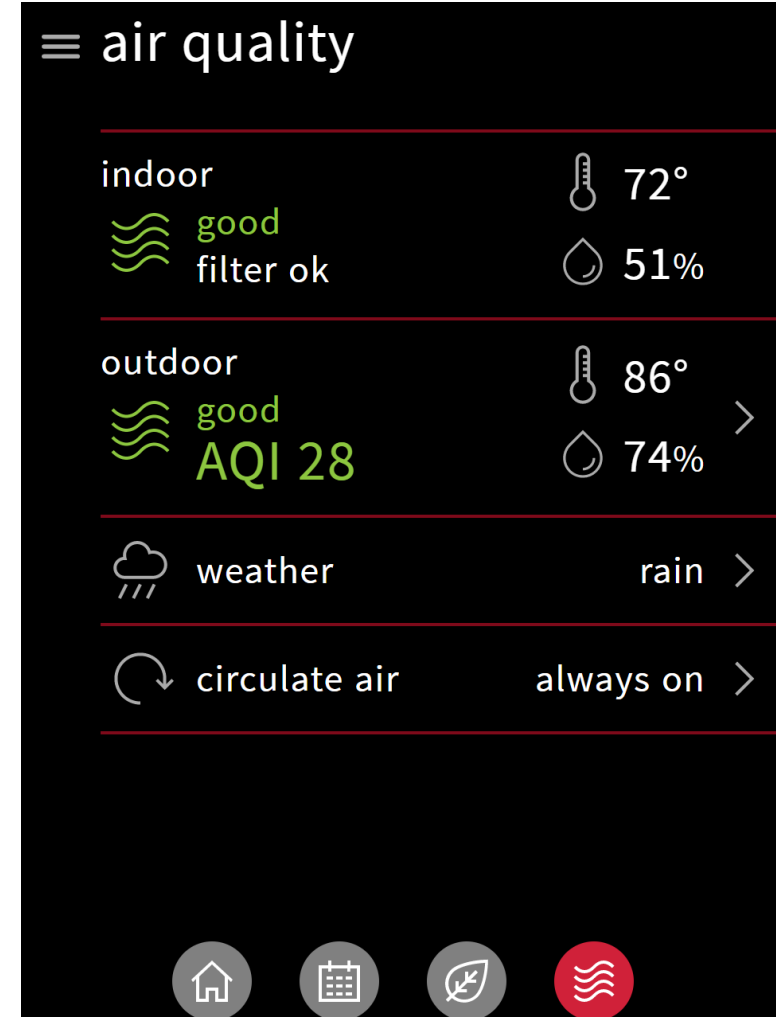 air quality
indoor
good
filter ok
72°
51%
outdoor
good
AQI 28
86°
74%
weather rain
circulate air always on